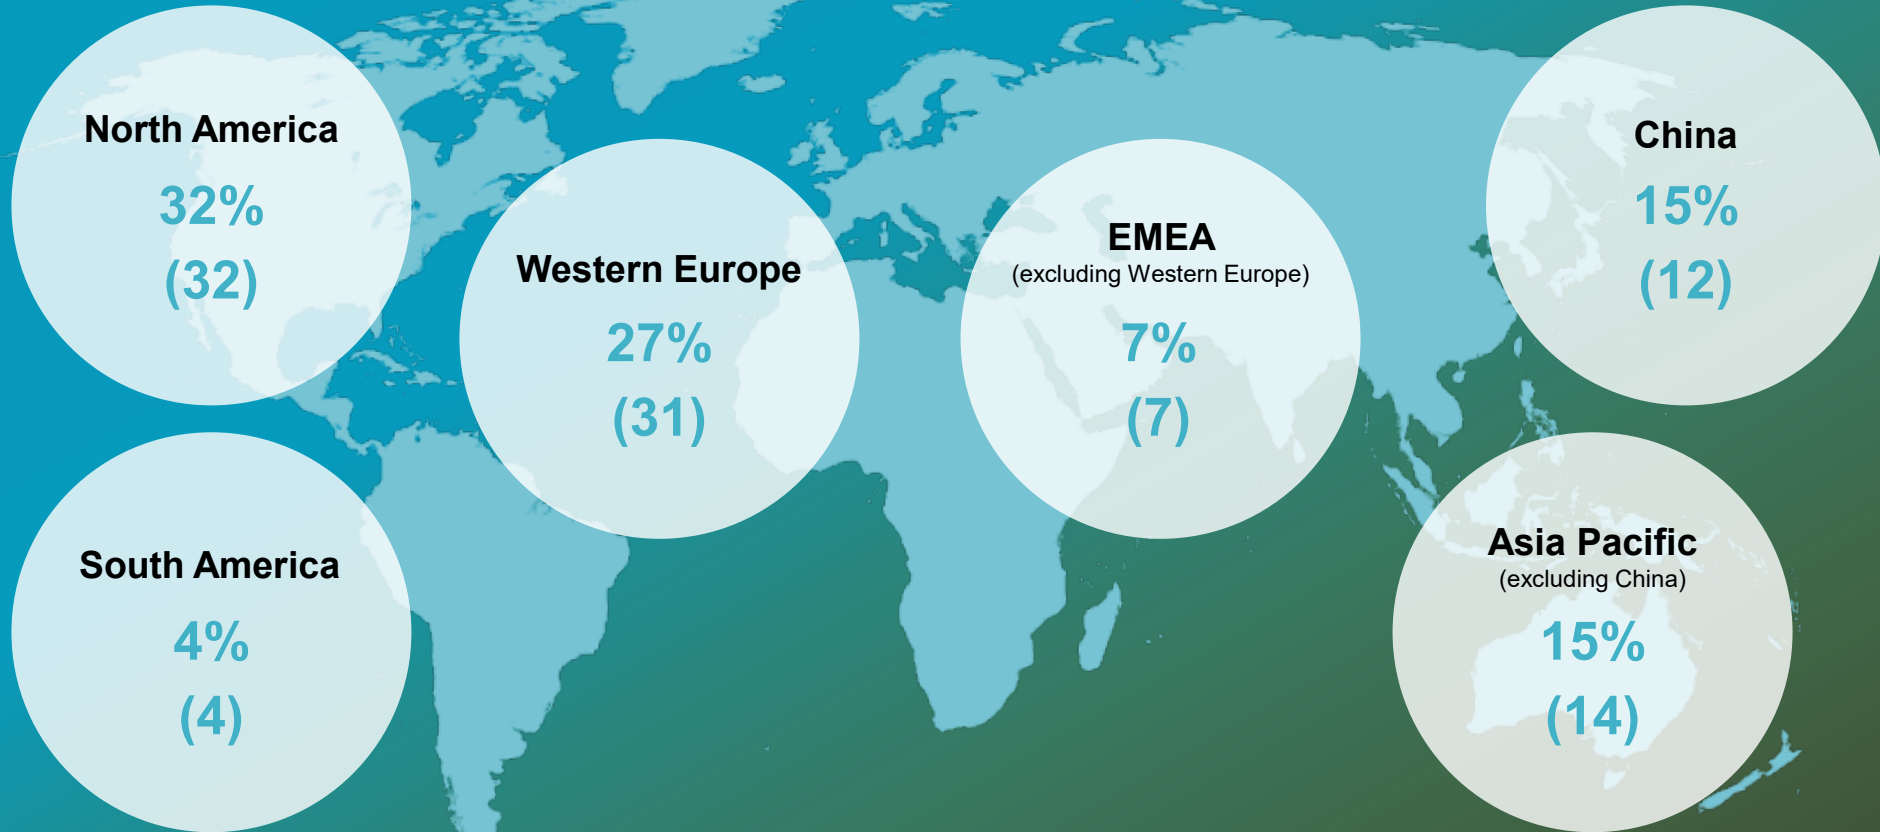 North America
32%
(32)
South America
4%
(4)
Western Europe
27%
(31)
EMEA
(excluding Western Europe)
7%
(7)
China
15%
(12)
Asia Pacific
(excluding China)
15%
(14)